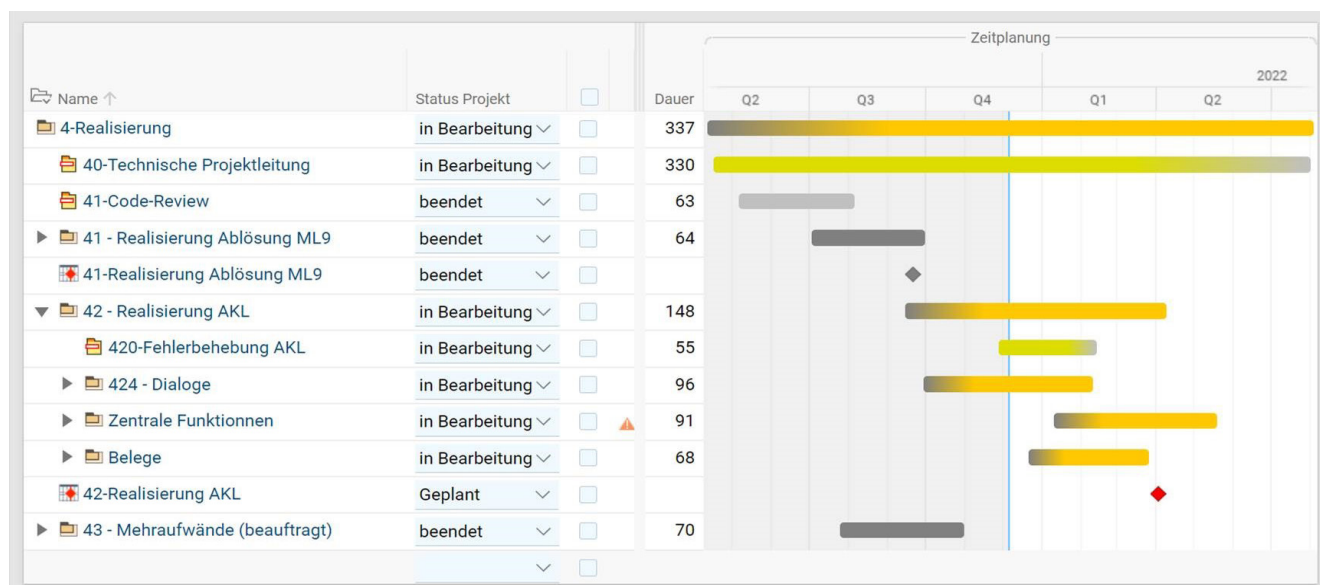 Zeitplanung
2022
Name Status Projekt Dauer Q2 Q3 Q4 Q1 Q2
4-Realisierung in Bearbeitung 337
40-Technische Projektleitung in Bearbeitung 330
41-Code-Review beendet 63
41 - Realisierung Ablösung ML9 beendet 64
41-Realisierung Ablösung ML9 beendet
42 - Realisierung AKL in Bearbeitung 148
420-Fehlerbehebung AKL in Bearbeitung 55
424 - Dialoge in Bearbeitung 96
Zentrale Funktionnen in Bearbeitung 91
Belege in Bearbeitung 68
42-Realisierung AKL Geplant
43 - Mehraufwände (beauftragt) beendet 70